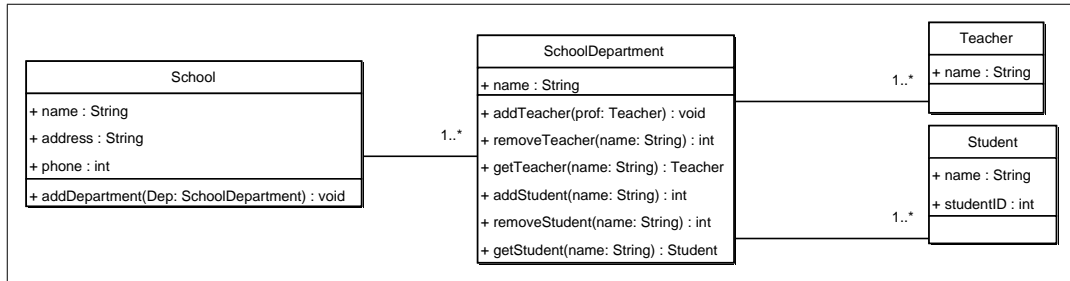 School
+ name : String
+ address : String
+ phone : int
+ addDepartment(Dep: SchoolDepartment) : void
1..*
SchoolDepartment
+ name : String
+ addTeacher(prof: Teacher) : void
+ removeTeacher(name: String) : int
+ getTeacher(name: String) : Teacher
+ addStudent(name: String) : int
+ removeStudent(name: String) : int
+ getStudent(name: String) : Student
1..*
Teacher
+ name : String
1..*
Student
+ name : String
+ studentID : int